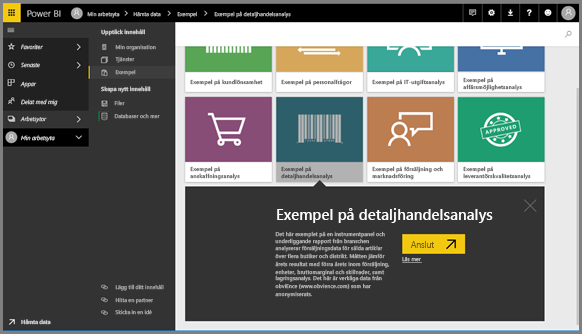 Power BI
Min arbetsyta > Hämta data > Exempel > Exempel på detaljhandelsanalys
Favoriter
Senaste
Appar
Delat med mig
Arbetsytor
Min arbetsyta
Hämta data
Upptäck innehåll
Min organisation
Tjänster
Exempel
Skapa nytt innehåll
Filer
Databaser och mer
Lägg till ditt innehåll
Hitta en partner
Skicka in en idé
Exempel på kundlönsamhet
Exempel på personalfrågor
Exempel på IT-utgiftsanalys
Exempel på
affärsmöjlighetsanalys
Exempel på
anskaffningsanalys
Exempel på
detaljhandelsanalys
Exempel på försäljning och
marknadsföring
APPROVED
Exempel på
leverantörskvalitetsanalys
Exempel på detaljhandelsanalys
Det här exemplet på en instrumentpanel och
underliggande rapport från branschen
analyserar försäljningsdata för sålda artiklar
över flera butiker och distrikt. Måtten jämför
årets resultat med förra årets inom försäljning,
enheter, bruttomarginal och skillnader, samt
lagringsanalys. Det här är verkliga data från
obviEnce (www.obvience.com) som har
anonymiserats.
Anslut
Läs mer